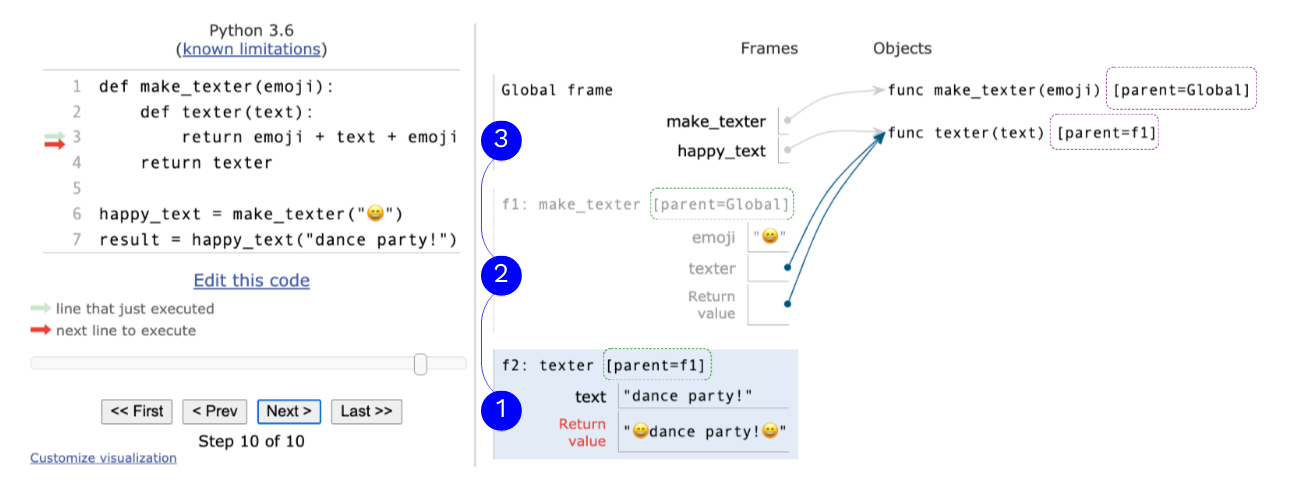 Python 3.6
(known limitations)
1 def make_texter(emoji):
2     def texter(text):
3         return emoji + text + emoji
4     return texter
5
6 happy_text = make_texter("😄")
7 result = happy_text("dance party!")
Edit this code
line that just executed
next line to execute
<< First < Prev Next > Last >>
Step 10 of 10
Customize visualization
Frames Objects
Global frame
make_texter
happy_text
func make_texter(emoji) [parent=Global]
func texter(text) [parent=f1]
3
f1: make_texter [parent=Global]
emoji "😄"
texter
Return
value
2
f2: texter [parent=f1]
text "dance party!"
Return
value "😄dance party!😄"
1